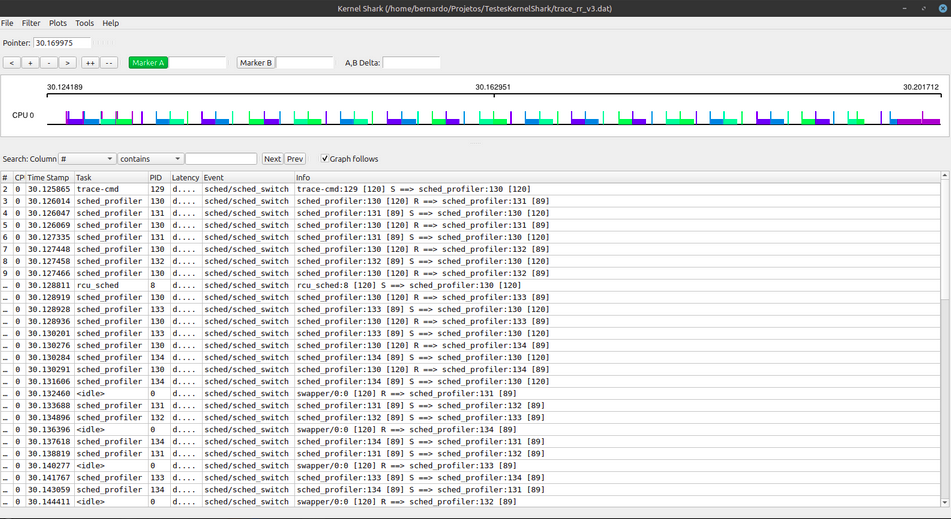 Kernel Shark (/home/bernardo/Projetos/TestesKernelShark/trace_rr_v3.dat)
File Filter Plots Tools Help
Pointer: 30.169975
< + - > ++ -- Marker A Marker B A,B Delta:
30.124189 30.162951 30.201712
CPU 0
Search: Column # contains Next Prev Graph follows
# CP Time Stamp Task PID Latency Event Info
2 0 30.125865 trace-cmd 129 d.... sched/sched_switch trace-cmd:129 [120] S ==> sched_profiler:130 [120]
3 0 30.126014 sched_profiler 130 d.... sched/sched_switch sched_profiler:130 [120] R ==> sched_profiler:131 [89]
4 0 30.126047 sched_profiler 131 d.... sched/sched_switch sched_profiler:131 [89] S ==> sched_profiler:130 [120]
5 0 30.126069 sched_profiler 130 d.... sched/sched_switch sched_profiler:130 [120] R ==> sched_profiler:131 [89]
6 0 30.127335 sched_profiler 131 d.... sched/sched_switch sched_profiler:131 [89] S ==> sched_profiler:130 [120]
7 0 30.127448 sched_profiler 130 d.... sched/sched_switch sched_profiler:130 [120] R ==> sched_profiler:132 [89]
8 0 30.127458 sched_profiler 132 d.... sched/sched_switch sched_profiler:132 [89] S ==> sched_profiler:130 [120]
9 0 30.127466 sched_profiler 130 d.... sched/sched_switch sched_profiler:130 [120] R ==> sched_profiler:132 [89]
... 0 30.128811 rcu_sched 8 d.... sched/sched_switch rcu_sched:8 [120] S ==> sched_profiler:130 [120]
... 0 30.128919 sched_profiler 130 d.... sched/sched_switch sched_profiler:130 [120] R ==> sched_profiler:133 [89]
... 0 30.128928 sched_profiler 133 d.... sched/sched_switch sched_profiler:133 [89] S ==> sched_profiler:130 [120]
... 0 30.128936 sched_profiler 130 d.... sched/sched_switch sched_profiler:130 [120] R ==> sched_profiler:133 [89]
... 0 30.130201 sched_profiler 133 d.... sched/sched_switch sched_profiler:133 [89] S ==> sched_profiler:130 [120]
... 0 30.130276 sched_profiler 130 d.... sched/sched_switch sched_profiler:130 [120] R ==> sched_profiler:134 [89]
... 0 30.130284 sched_profiler 134 d.... sched/sched_switch sched_profiler:134 [89] S ==> sched_profiler:130 [120]
... 0 30.130291 sched_profiler 130 d.... sched/sched_switch sched_profiler:130 [120] R ==> sched_profiler:134 [89]
... 0 30.131606 sched_profiler 134 d.... sched/sched_switch sched_profiler:134 [89] S ==> sched_profiler:130 [120]
... 0 30.132460 <idle> 0 d.... sched/sched_switch swapper/0:0 [120] R ==> sched_profiler:131 [89]
... 0 30.133688 sched_profiler 131 d.... sched/sched_switch sched_profiler:131 [89] S ==> sched_profiler:132 [89]
... 0 30.134896 sched_profiler 132 d.... sched/sched_switch sched_profiler:132 [89] S ==> sched_profiler:133 [89]
... 0 30.136396 <idle> 0 d.... sched/sched_switch swapper/0:0 [120] R ==> sched_profiler:134 [89]
... 0 30.137618 sched_profiler 134 d.... sched/sched_switch sched_profiler:134 [89] S ==> sched_profiler:131 [89]
... 0 30.138819 sched_profiler 131 d.... sched/sched_switch sched_profiler:131 [89] S ==> sched_profiler:132 [89]
... 0 30.140277 <idle> 0 d.... sched/sched_switch swapper/0:0 [120] R ==> sched_profiler:133 [89]
... 0 30.141767 sched_profiler 133 d.... sched/sched_switch sched_profiler:133 [89] S ==> sched_profiler:134 [89]
... 0 30.143059 sched_profiler 134 d.... sched/sched_switch sched_profiler:134 [89] S ==> sched_profiler:131 [89]
... 0 30.144411 <idle> 0 d.... sched/sched_switch swapper/0:0 [120] R ==> sched_profiler:132 [89]